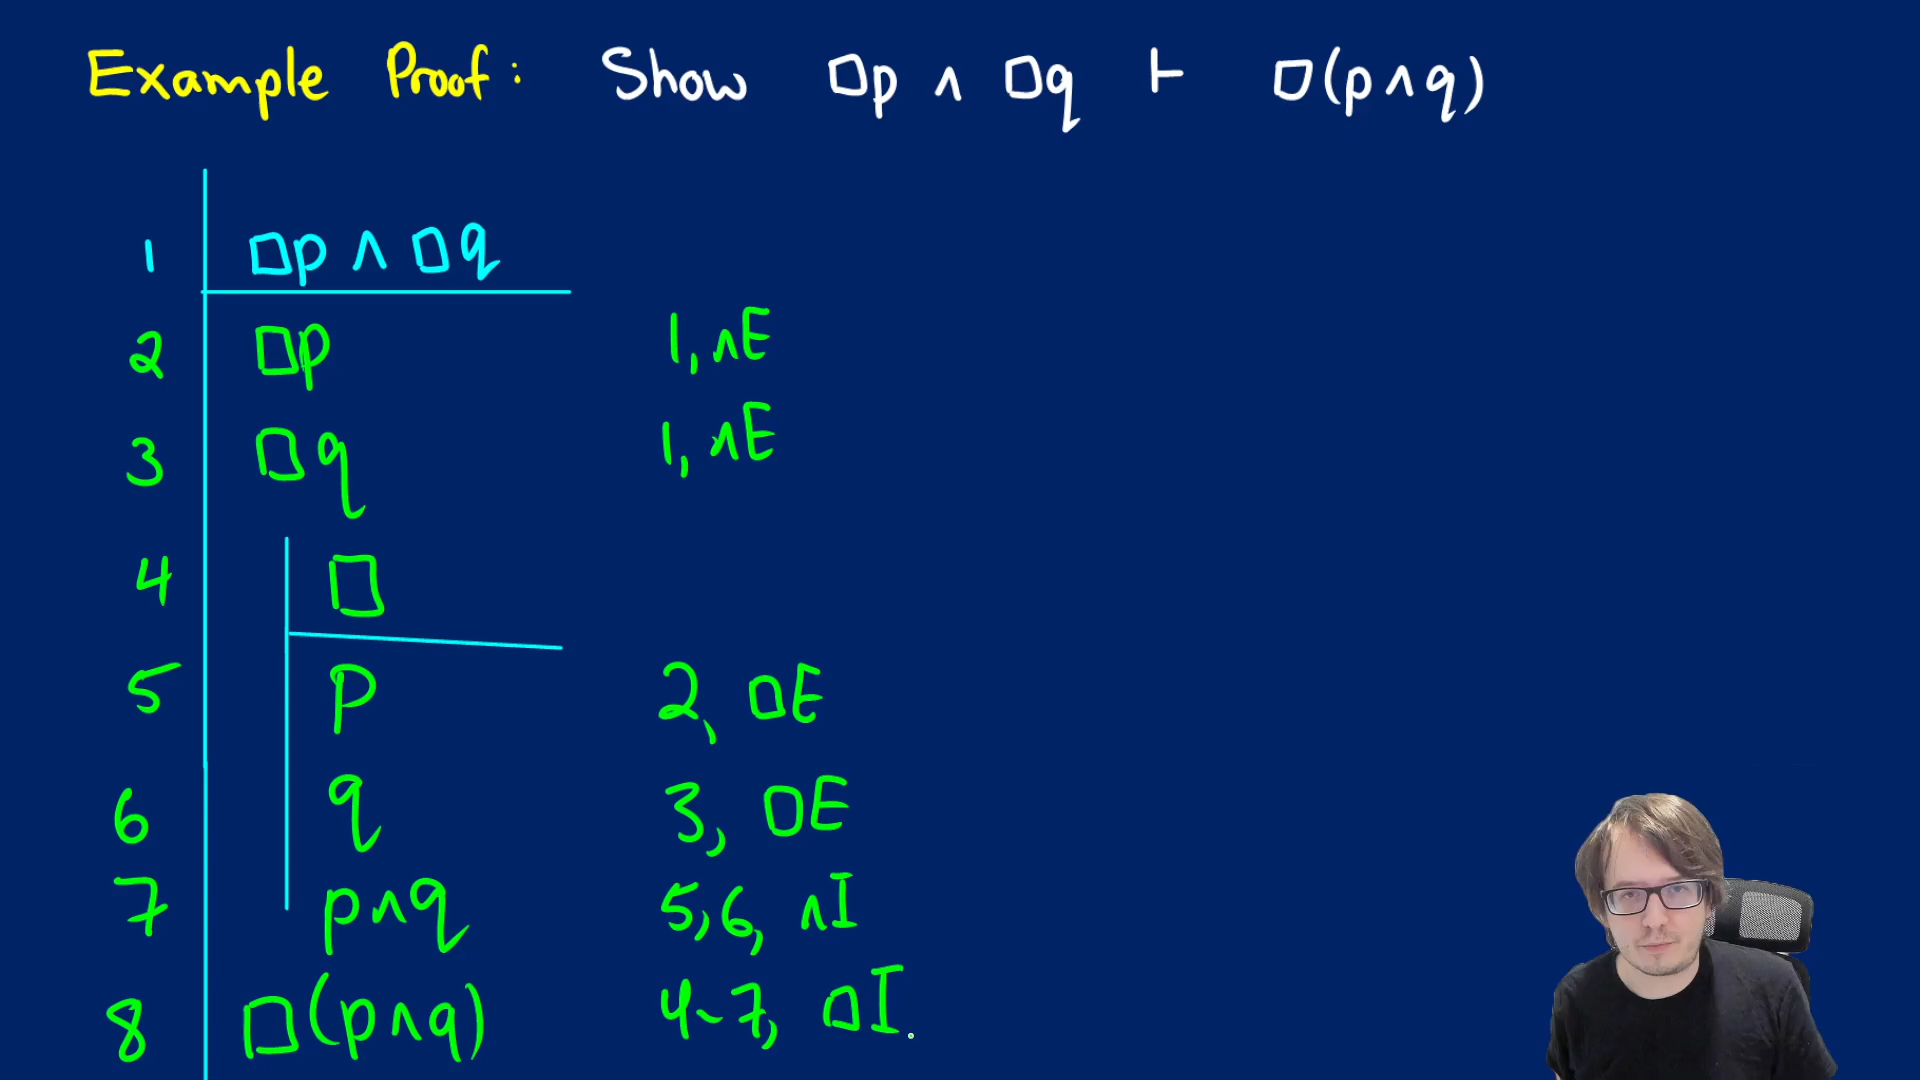 Example Proof: Show □p ∧ □q ⊢ □(p∧q)
1 □p ∧ □q
2 □p 1, ∧E
3 □q 1, ∧E
4 □
5 p 2, □E
6 q 3, □E
7 p∧q 5,6, ∧I
8 □(p∧q) 4-7, □I.